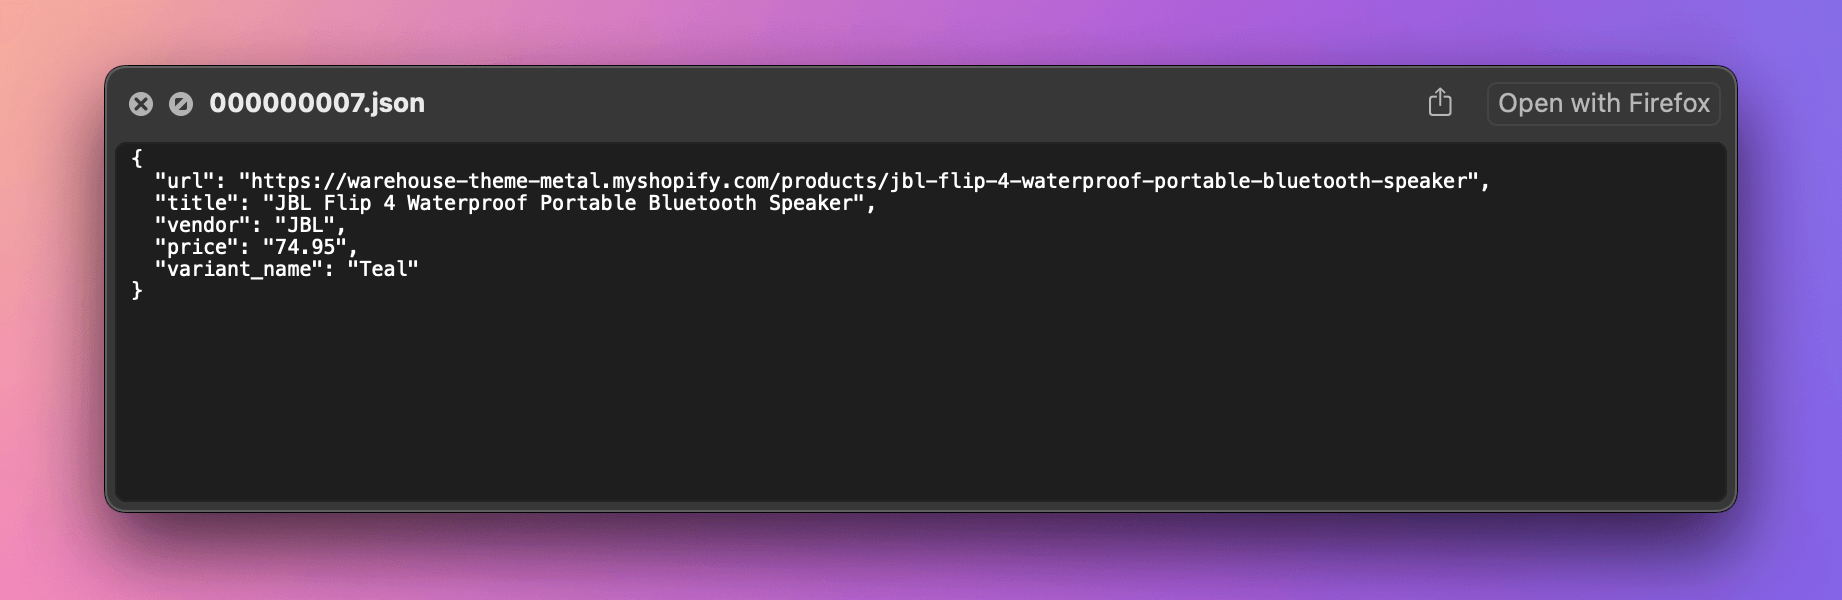 000000007.json
Open with Firefox
{
  "url": "https://warehouse-theme-metal.myshopify.com/products/jbl-flip-4-waterproof-portable-bluetooth-speaker",
  "title": "JBL Flip 4 Waterproof Portable Bluetooth Speaker",
  "vendor": "JBL",
  "price": "74.95",
  "variant_name": "Teal"
}